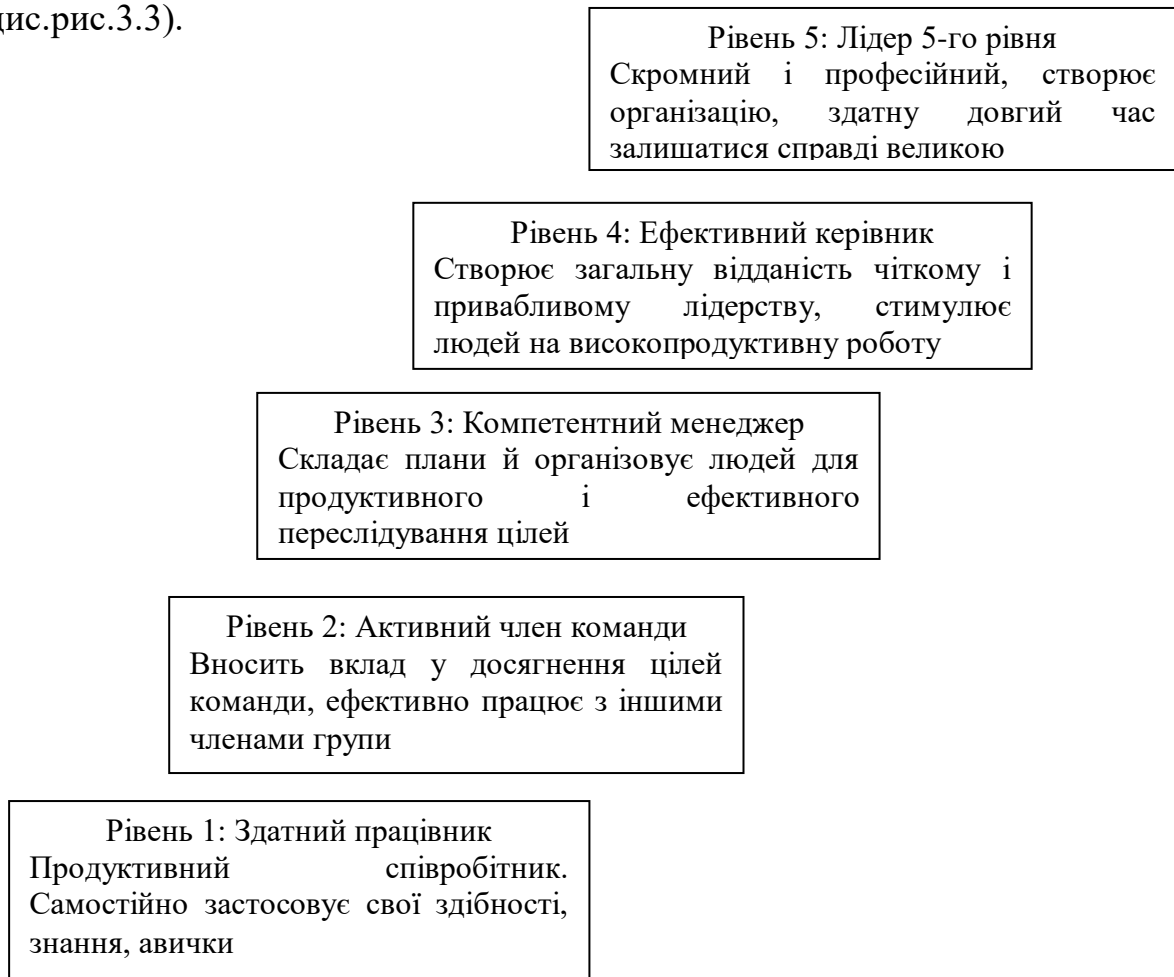 ис.рис.3.3).
Рівень 5: Лідер 5-го рівня
Скромний і професійний, створює
організацію, здатну довгий час
залишатися справді великою
Рівень 4: Ефективний керівник
Створює загальну відданість чіткому і
привабливому лідерству, стимулює
людей на високопродуктивну роботу
Рівень 3: Компетентний менеджер
Складає плани й організовує людей для
продуктивного і ефективного
переслідування цілей
Рівень 2: Активний член команди
Вносить вклад у досягнення цілей
команди, ефективно працює з іншими
членами групи
Рівень 1: Здатний працівник
Продуктивний співробітник.
Самостійно застосовує свої здібності,
знання, авички